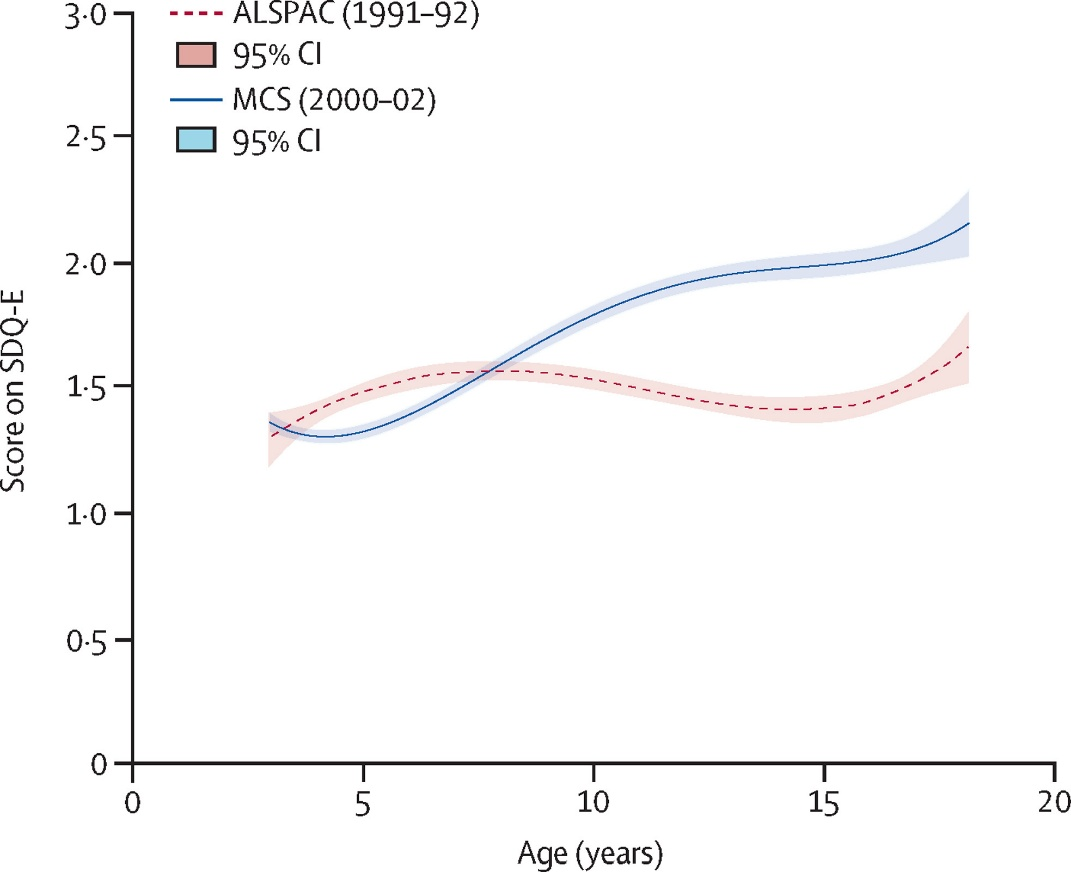 3·0
2·5
2·0
1·5
1·0
0·5
0
Score on SDQ-E
ALSPAC (1991–92)
95% CI
MCS (2000–02)
95% CI
0 5 10 15 20
Age (years)